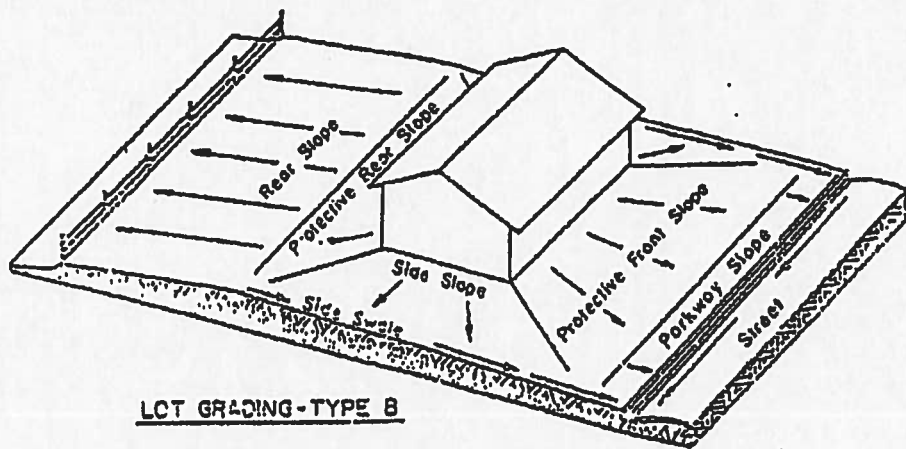 Rear Slope
Protective Rear Slope
Side Slope
Side Swale
Protective Front Slope
Parkway Slope
Street
LOT GRADING-TYPE B